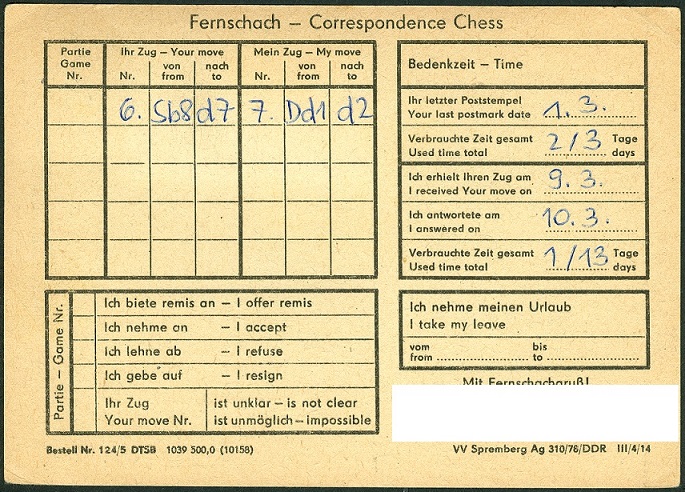 Fernschach – Correspondence Chess
Partie
Game
Nr.
Ihr Zug – Your move
Nr.
von
from
nach
to
Mein Zug – My move
Nr.
von
from
nach
to
6. Sb8 d7 7. Dd1 d2
Bedenkzeit – Time
Ihr letzter Poststempel
Your last postmark date 1. 3.
Verbrauchte Zeit gesamt 2/3 Tage
Used time total days
Ich erhielt Ihren Zug am
I received Your move on 9. 3.
Ich antwortete am
I answered on 10. 3.
Verbrauchte Zeit gesamt 1/13 Tage
Used time total days
Partie – Game Nr.
Ich biete remis an – I offer remis
Ich nehme an – I accept
Ich lehne ab – I refuse
Ich gebe auf – I resign
Ihr Zug ist unklar – is not clear
Your move Nr. ist unmöglich – impossible
Ich nehme meinen Urlaub
I take my leave
vom bis
from to
Mit Fernschachgruß!
Bestell Nr. 124/5 DTSB 1039 500,0 (10158)
VV Spremberg Ag 310/78/DDR III/4/14